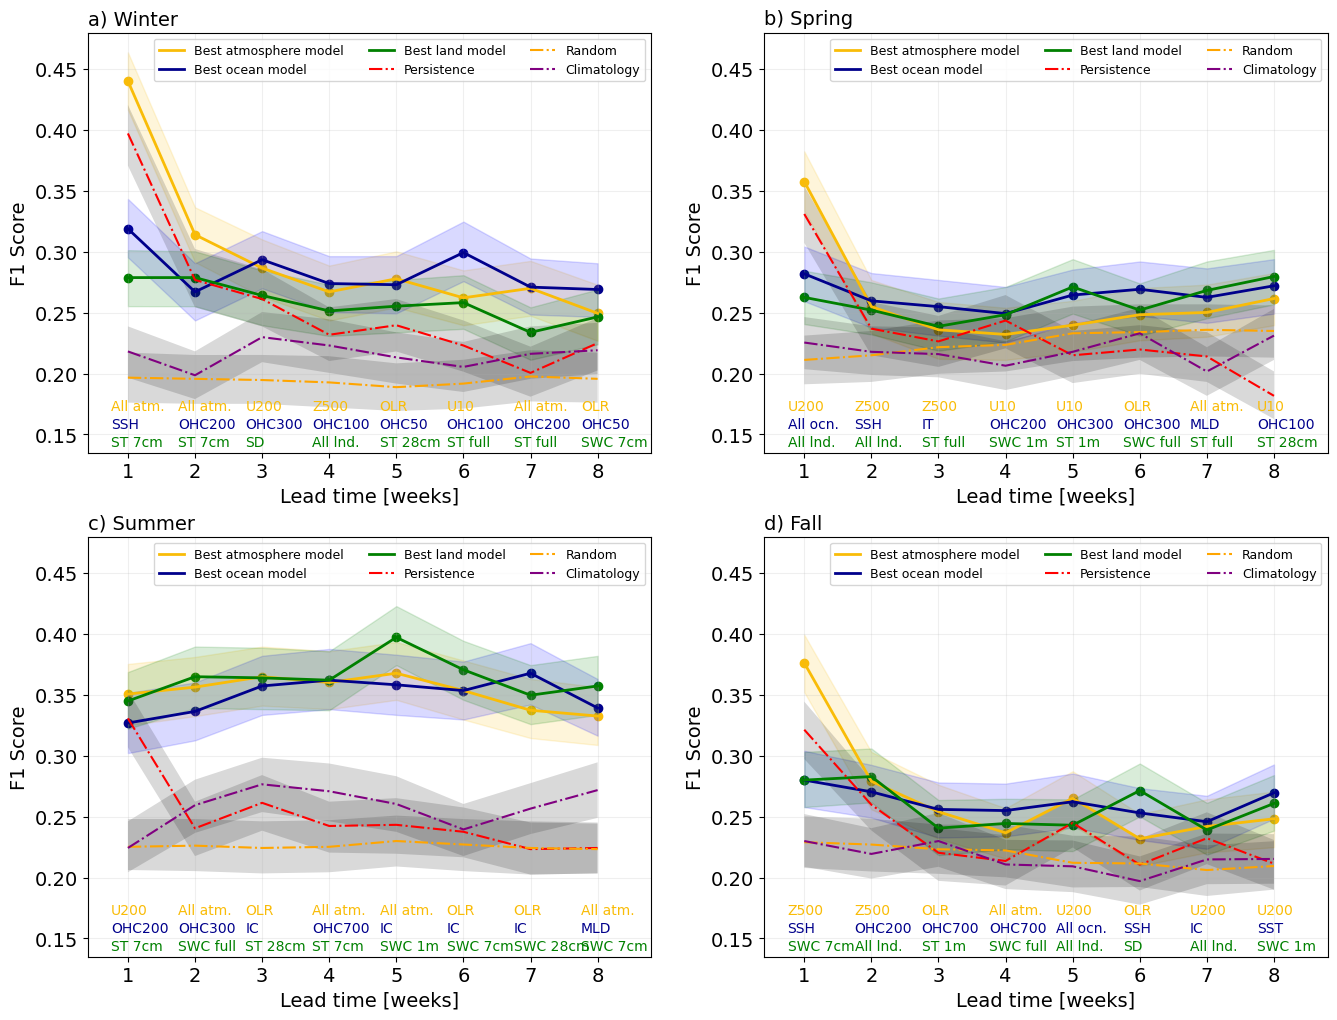 a) Winter
Best atmosphere model
Best ocean model
Best land model
Persistence
Random
Climatology
F1 Score
0.45
0.40
0.35
0.30
0.25
0.20
0.15
All atm. All atm. U200 Z500 OLR U10 All atm. OLR
SSH OHC200 OHC300 OHC100 OHC50 OHC100 OHC200 OHC50
ST 7cm ST 7cm SD All lnd. ST 28cm ST full ST full SWC 7cm
1 2 3 4 5 6 7 8
Lead time [weeks]
b) Spring
Best atmosphere model
Best ocean model
Best land model
Persistence
Random
Climatology
F1 Score
0.45
0.40
0.35
0.30
0.25
0.20
0.15
U200 Z500 Z500 U10 U10 OLR All atm. U10
All ocn. SSH IT OHC200 OHC300 OHC300 MLD OHC100
All lnd. All lnd. ST full SWC 1m ST 1m SWC full ST full ST 28cm
1 2 3 4 5 6 7 8
Lead time [weeks]
c) Summer
Best atmosphere model
Best ocean model
Best land model
Persistence
Random
Climatology
F1 Score
0.45
0.40
0.35
0.30
0.25
0.20
0.15
U200 All atm. OLR All atm. All atm. OLR OLR All atm.
OHC200 OHC300 IC OHC700 IC IC IC MLD
ST 7cm SWC full ST 28cm ST 7cm SWC 1m SWC 7cm SWC 28cm SWC 7cm
1 2 3 4 5 6 7 8
Lead time [weeks]
d) Fall
Best atmosphere model
Best ocean model
Best land model
Persistence
Random
Climatology
F1 Score
0.45
0.40
0.35
0.30
0.25
0.20
0.15
Z500 Z500 OLR All atm. U200 OLR U200 U200
SSH OHC200 OHC700 OHC700 All ocn. SSH IC SST
SWC 7cm All lnd. ST 1m SWC full All lnd. SD All lnd. SWC 1m
1 2 3 4 5 6 7 8
Lead time [weeks]